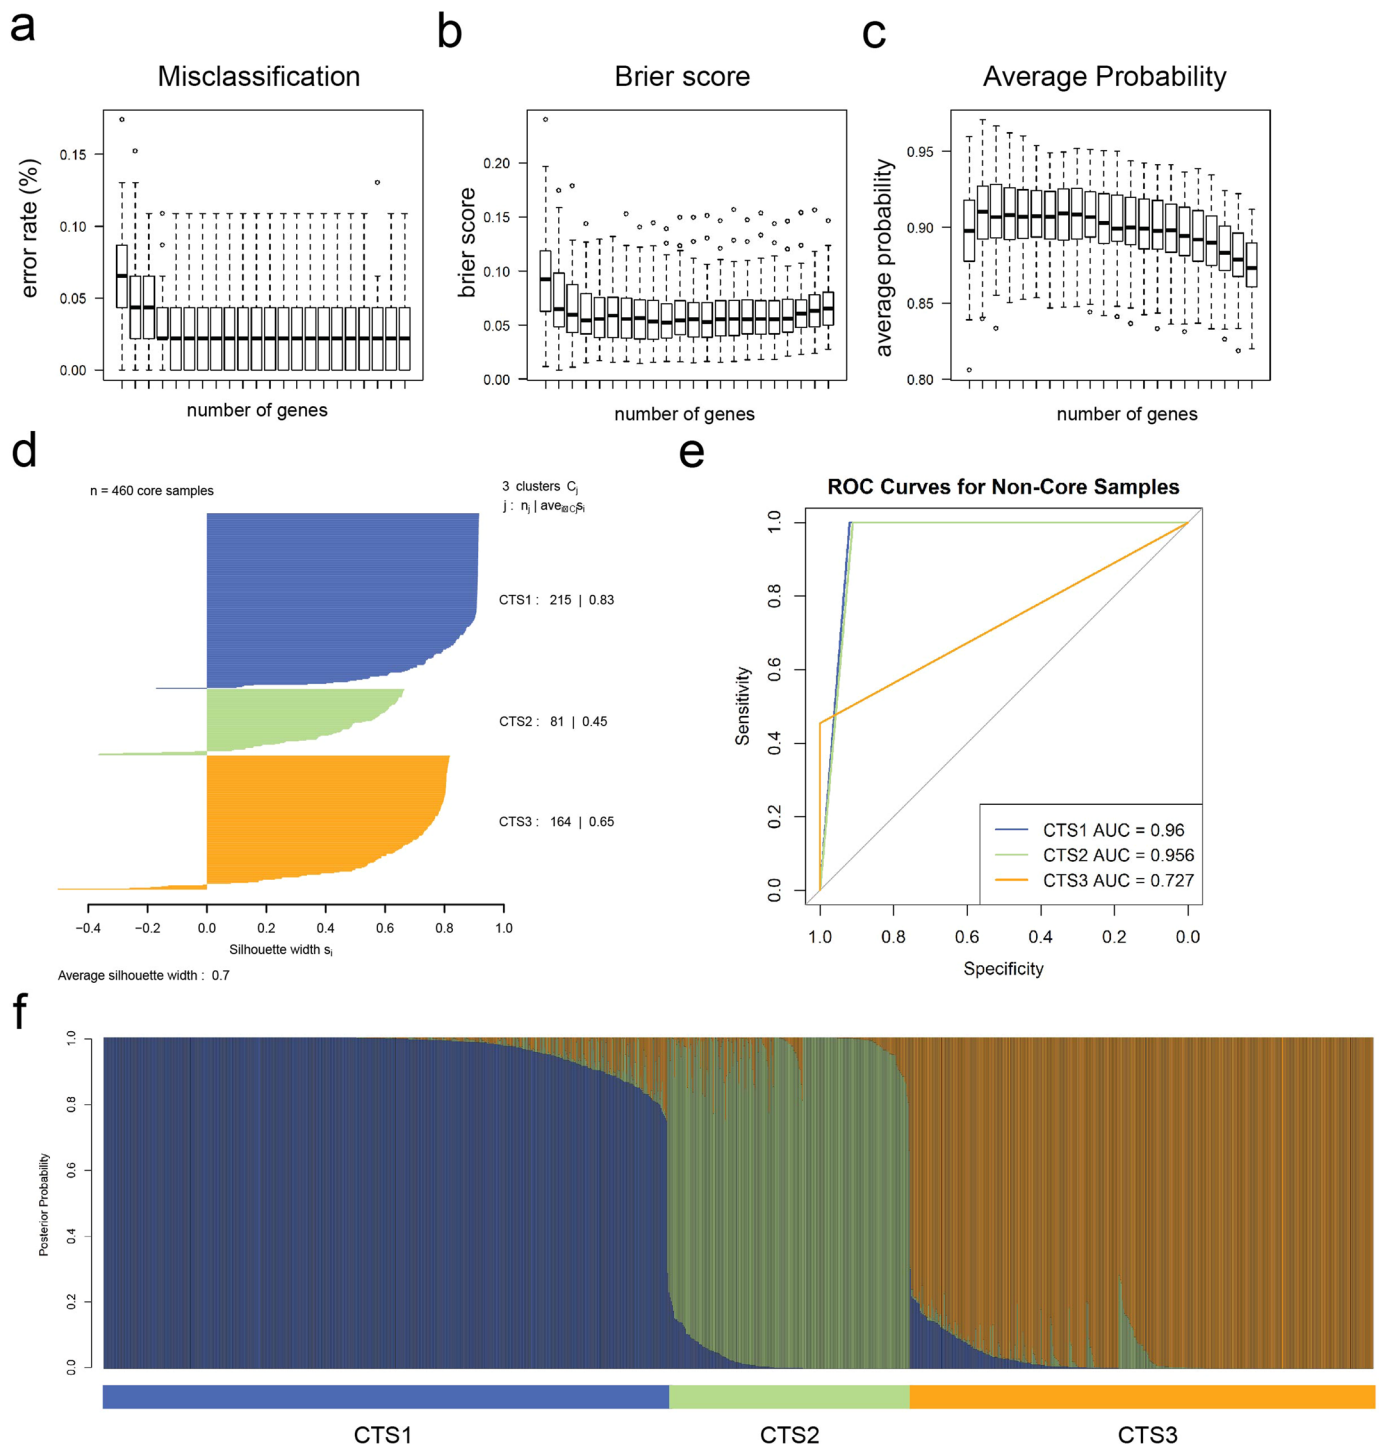 a
Misclassification
error rate (%)
0.15
0.10
0.05
0.00
number of genes
b
Brier score
brier score
0.20
0.15
0.10
0.05
0.00
number of genes
c
Average Probability
average probability
0.95
0.90
0.85
0.80
number of genes
d
n = 460 core samples
3 clusters Cj
j : nj | ave☒Cjsi
CTS1 : 215 | 0.83
CTS2 : 81 | 0.45
CTS3 : 164 | 0.65
−0.4 −0.2 0.0 0.2 0.4 0.6 0.8 1.0
Silhouette width si
Average silhouette width : 0.7
e
ROC Curves for Non-Core Samples
Sensitivity
1.0
0.8
0.6
0.4
0.2
0.0
CTS1 AUC = 0.96
CTS2 AUC = 0.956
CTS3 AUC = 0.727
1.0 0.8 0.6 0.4 0.2 0.0
Specificity
f
Posterior Probability
1.0
0.8
0.6
0.4
0.2
0.0
CTS1 CTS2 CTS3